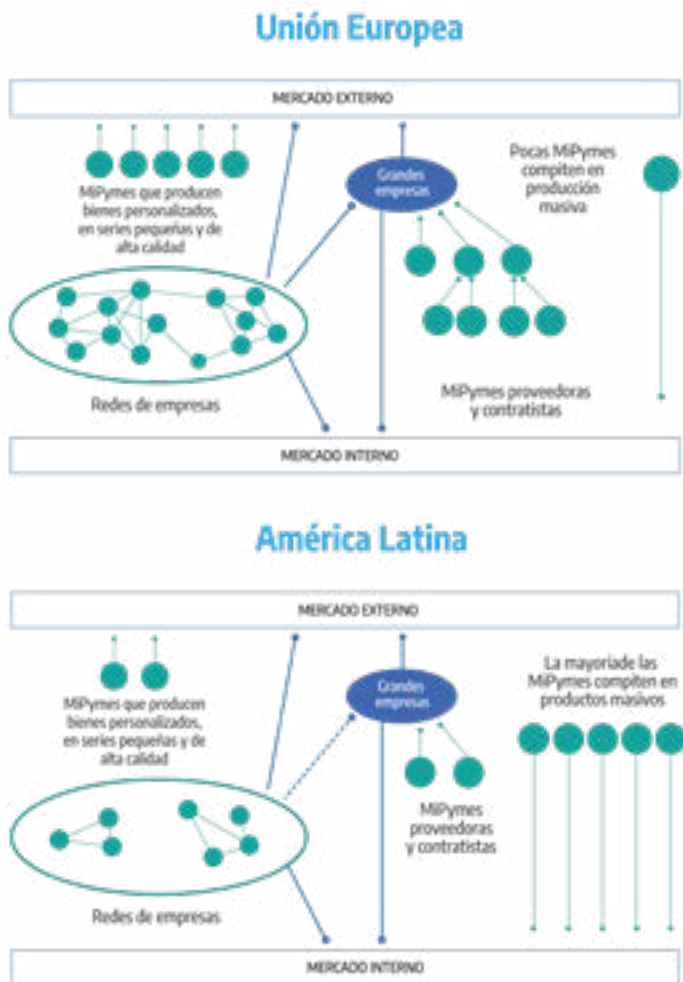 Unión Europea
MERCADO EXTERNO
MiPymes que producen
bienes personalizados,
en series pequeñas y de
alta calidad
Grandes
empresas
Pocas MiPymes
compiten en
producción
masiva
Redes de empresas
MiPymes proveedoras
y contratistas
MERCADO INTERNO
América Latina
MERCADO EXTERNO
MiPymes que producen
bienes personalizados,
en series pequeñas y de
alta calidad
Grandes
empresas
La mayoriade las
MiPymes compiten en
productos masivos
MiPymes
proveedoras
y contratistas
Redes de empresas
MERCADO INTERNO